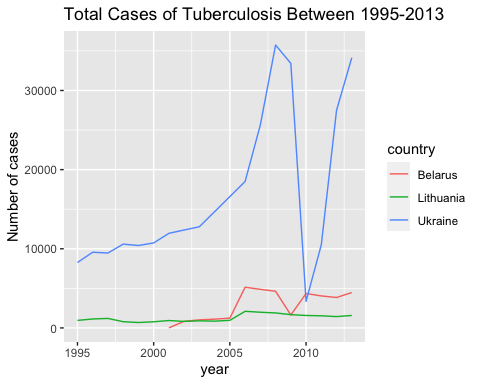 Total Cases of Tuberculosis Between 1995-2013
Number of cases
30000
20000
10000
0
1995
2000
2005
2010
year
country
Belarus
Lithuania
Ukraine